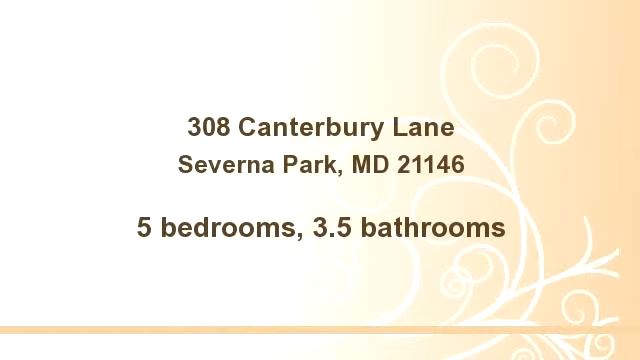 308 Canterbury Lane
Severna Park, MD 21146
5 bedrooms, 3.5 bathrooms